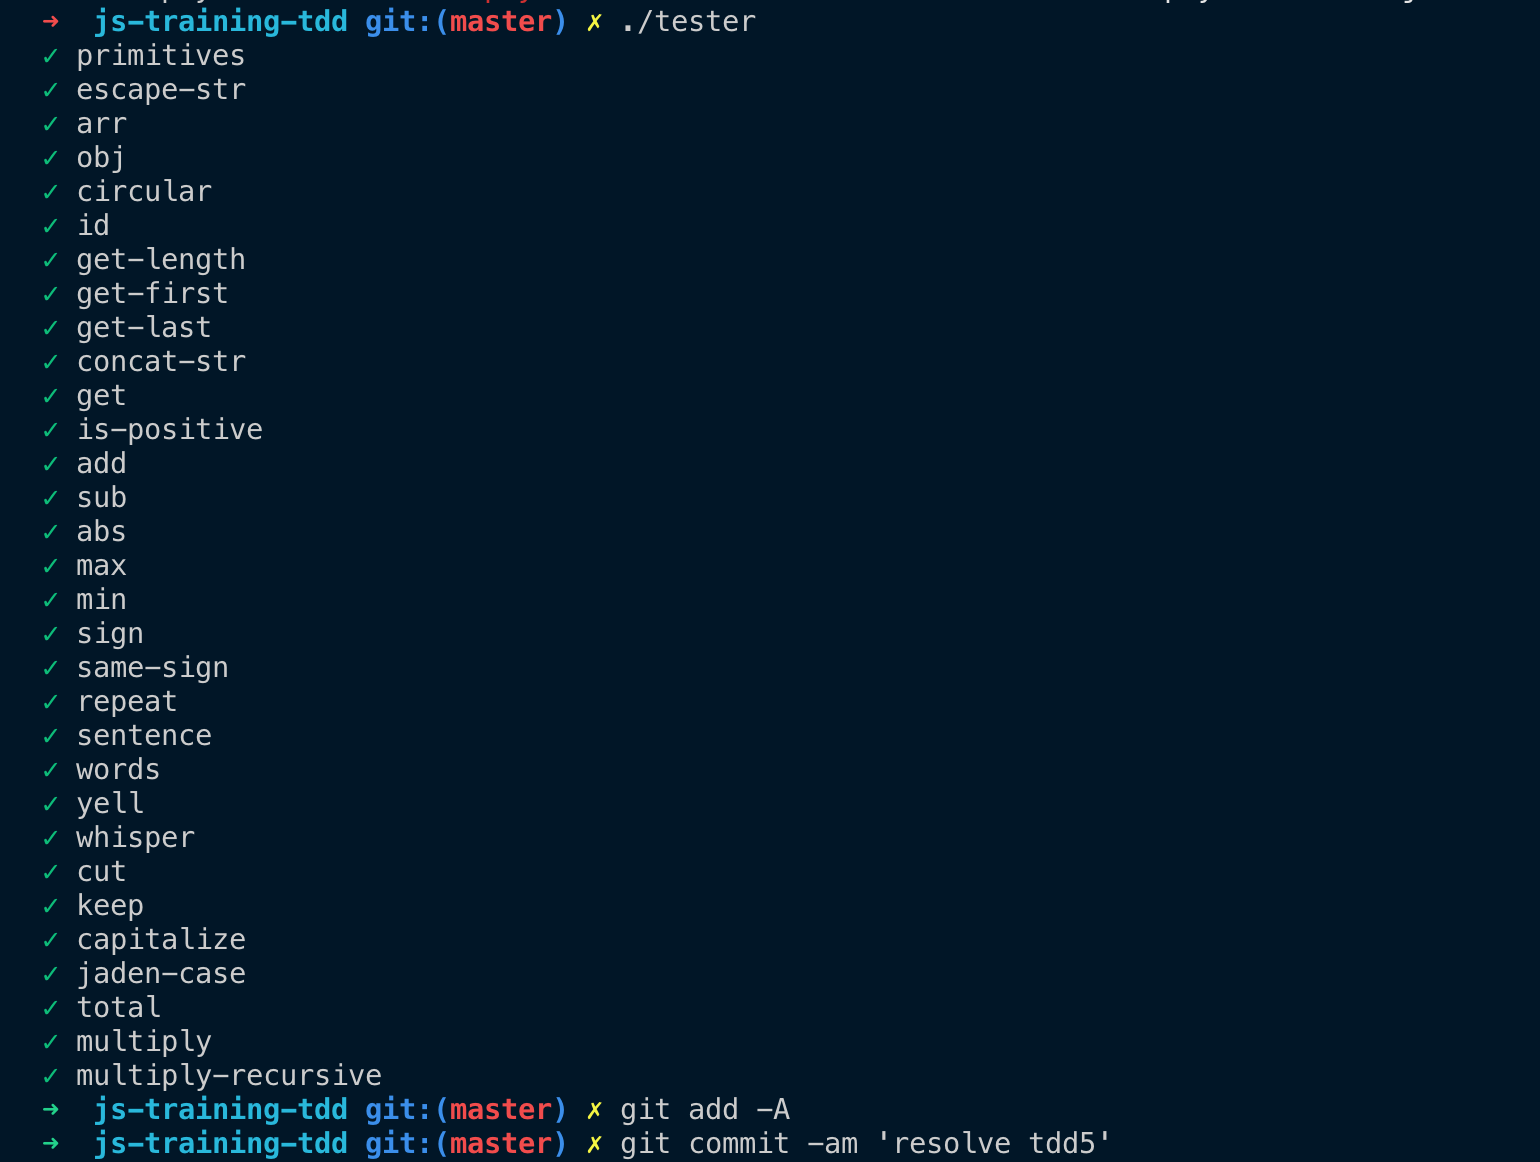 ➜  js-training-tdd git:(master) ✗ ./tester
✓ primitives
✓ escape-str
✓ arr
✓ obj
✓ circular
✓ id
✓ get-length
✓ get-first
✓ get-last
✓ concat-str
✓ get
✓ is-positive
✓ add
✓ sub
✓ abs
✓ max
✓ min
✓ sign
✓ same-sign
✓ repeat
✓ sentence
✓ words
✓ yell
✓ whisper
✓ cut
✓ keep
✓ capitalize
✓ jaden-case
✓ total
✓ multiply
✓ multiply-recursive
➜  js-training-tdd git:(master) ✗ git add -A
➜  js-training-tdd git:(master) ✗ git commit -am 'resolve tdd5'